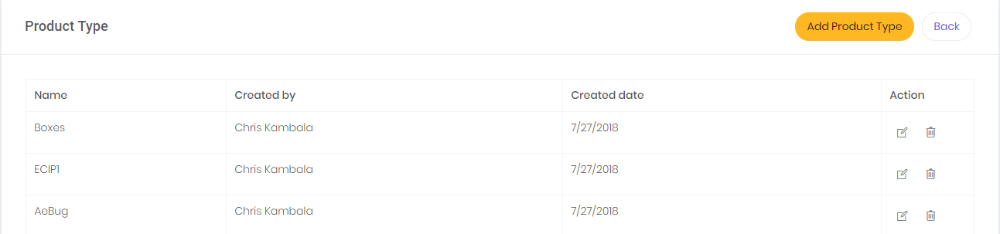 Product Type
Add Product Type
Back
Name Created by Created date Action
Boxes Chris Kambala 7/27/2018
ECIP1 Chris Kambala 7/27/2018
AeBug Chris Kambala 7/27/2018